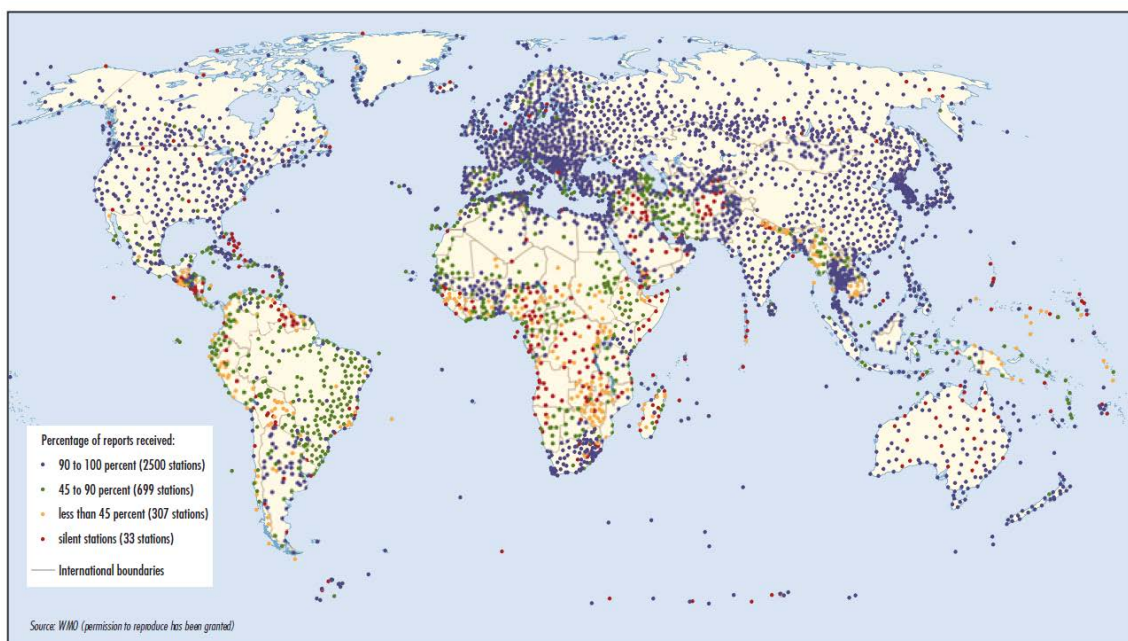 Percentage of reports received:
90 to 100 percent (2500 stations)
45 to 90 percent (699 stations)
less than 45 percent (307 stations)
silent stations (33 stations)
International boundaries
Source: WMO (permission to reproduce has been granted)